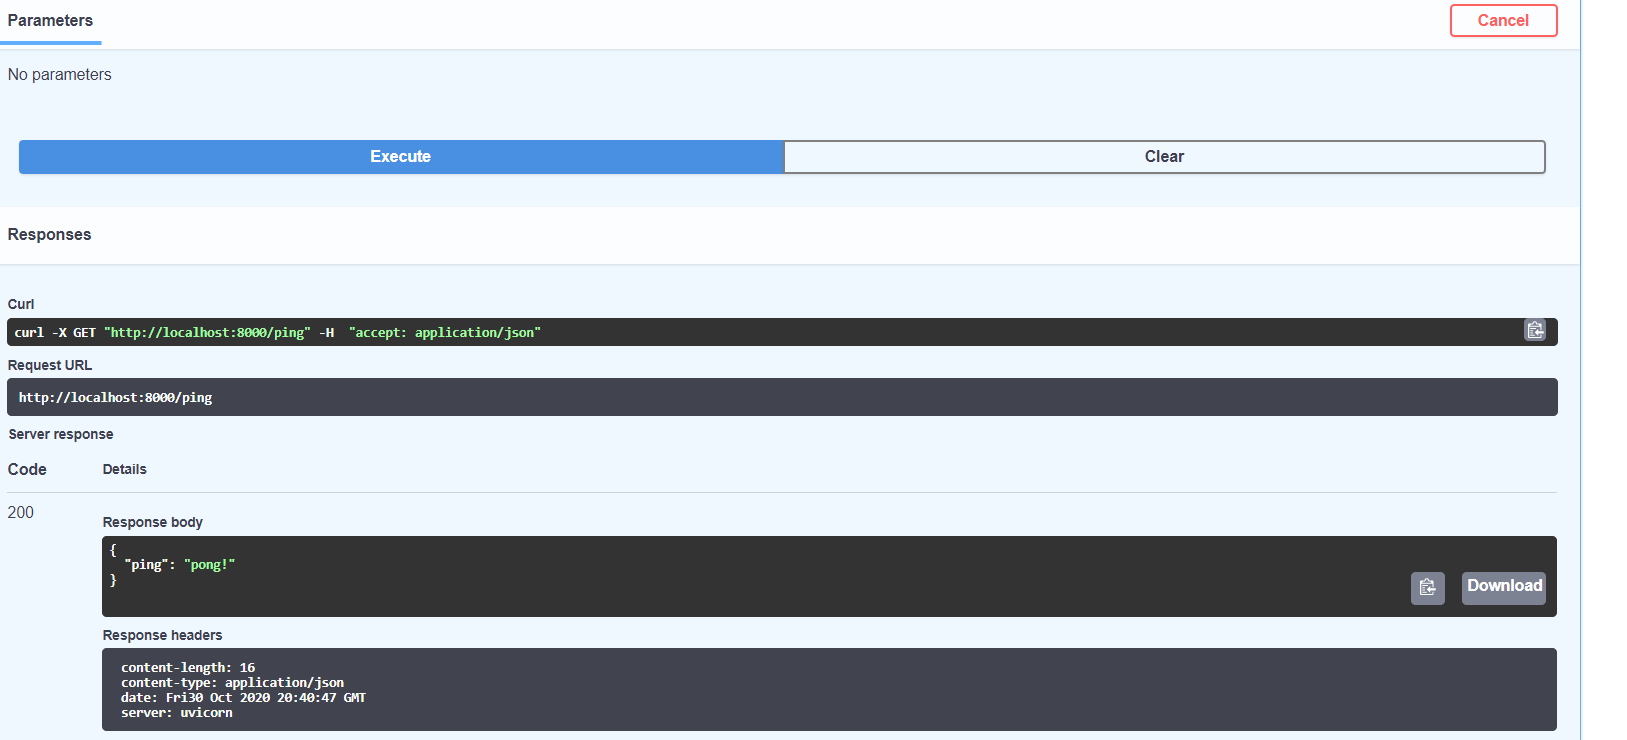 Parameters
Cancel
No parameters
Execute
Clear
Responses
Curl
curl -X GET "http://localhost:8000/ping" -H  "accept: application/json"
Request URL
http://localhost:8000/ping
Server response
Code
Details
200
Response body
{
  "ping": "pong!"
}
Download
Response headers
content-length: 16
content-type: application/json
date: Fri30 Oct 2020 20:40:47 GMT
server: uvicorn